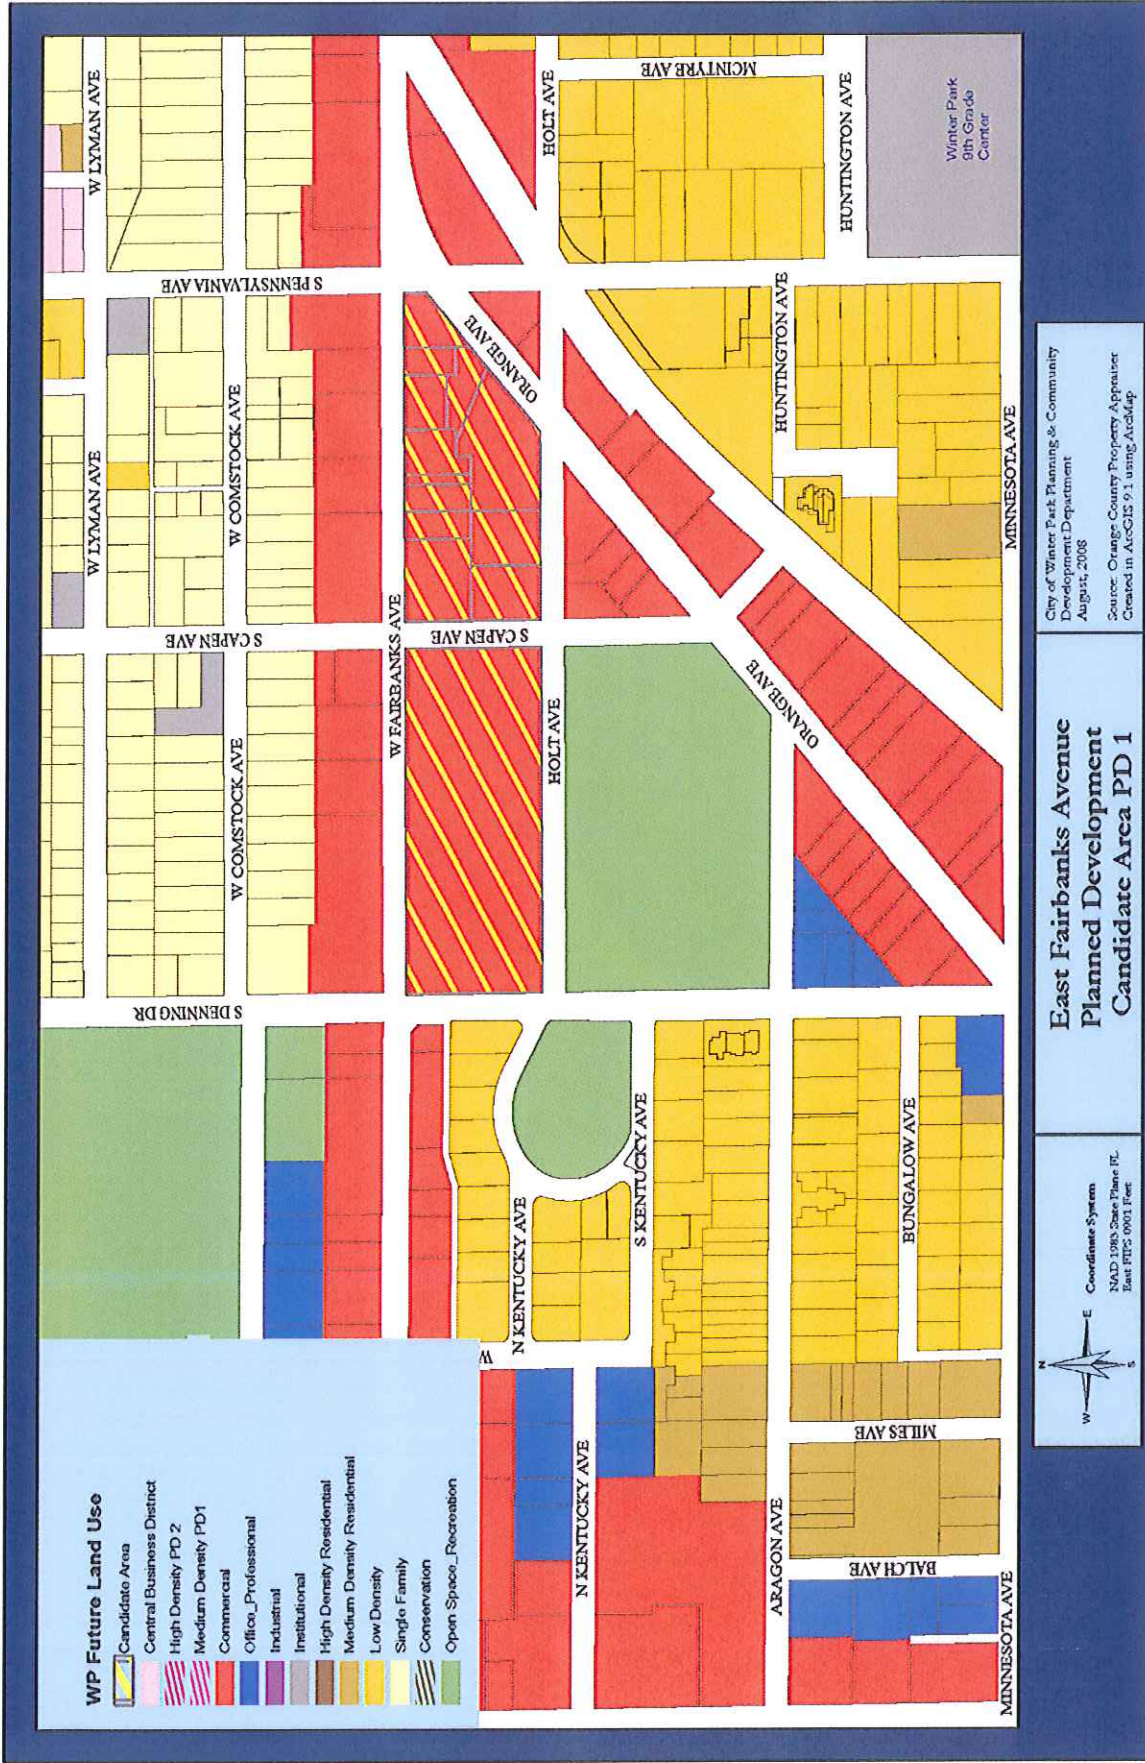 WP Future Land Use
Candidate Area
Central Business District
High Density PD 2
Medium Density PD1
Commercial
Office_Professional
Industrial
Institutional
High Density Residential
Medium Density Residential
Low Density
Single Family
Conservation
Open Space_Recreation
W LYMAN AVE
W LYMAN AVE
S PENNSYLVANIA AVE
W COMSTOCK AVE
W COMSTOCK AVE
S CAPEN AVE
S DENNING DR
W FAIRBANKS AVE
S CAPEN AVE
ORANGE AVE
HOLT AVE
HOLT AVE
MCINTYRE AVE
HUNTINGTON AVE
HUNTINGTON AVE
Winter Park
9th Grade
Center
ORANGE AVE
W
N KENTUCKY AVE
N KENTUCKY AVE
S KENTUCKY AVE
ARAGON AVE
BUNGALOW AVE
MILES AVE
BALCH AVE
MINNESOTA AVE
MINNESOTA AVE
N
W
E
S
Coordinate System
NAD 1983 State Plane FL
East FIPS 0901 Feet
East Fairbanks Avenue
Planned Development
Candidate Area PD 1
City of Winter Park Planning & Community
Development Department
August, 2008
Source: Orange County Property Appraiser
Created in ArcGIS 9.1 using ArcMap